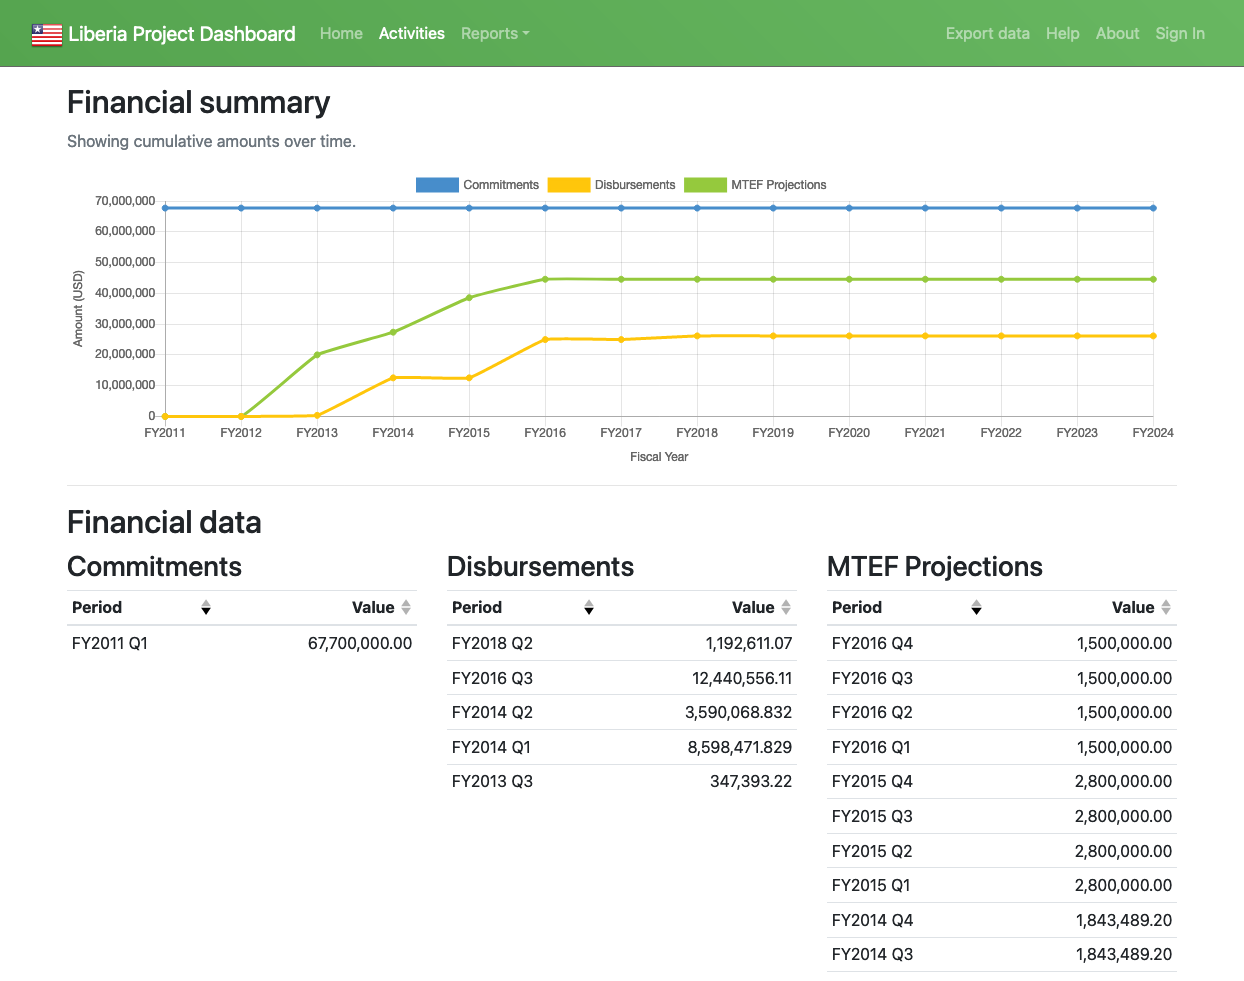 Liberia Project Dashboard Home Activities Reports Export data Help About Sign In
Financial summary
Showing cumulative amounts over time.
Commitments Disbursements MTEF Projections
70,000,000
60,000,000
50,000,000
40,000,000
30,000,000
20,000,000
10,000,000
0
Amount (USD)
FY2011 FY2012 FY2013 FY2014 FY2015 FY2016 FY2017 FY2018 FY2019 FY2020 FY2021 FY2022 FY2023 FY2024
Fiscal Year
Financial data
Commitments
Period Value
FY2011 Q1 67,700,000.00
Disbursements
Period Value
FY2018 Q2 1,192,611.07
FY2016 Q3 12,440,556.11
FY2014 Q2 3,590,068.832
FY2014 Q1 8,598,471.829
FY2013 Q3 347,393.22
MTEF Projections
Period Value
FY2016 Q4 1,500,000.00
FY2016 Q3 1,500,000.00
FY2016 Q2 1,500,000.00
FY2016 Q1 1,500,000.00
FY2015 Q4 2,800,000.00
FY2015 Q3 2,800,000.00
FY2015 Q2 2,800,000.00
FY2015 Q1 2,800,000.00
FY2014 Q4 1,843,489.20
FY2014 Q3 1,843,489.20